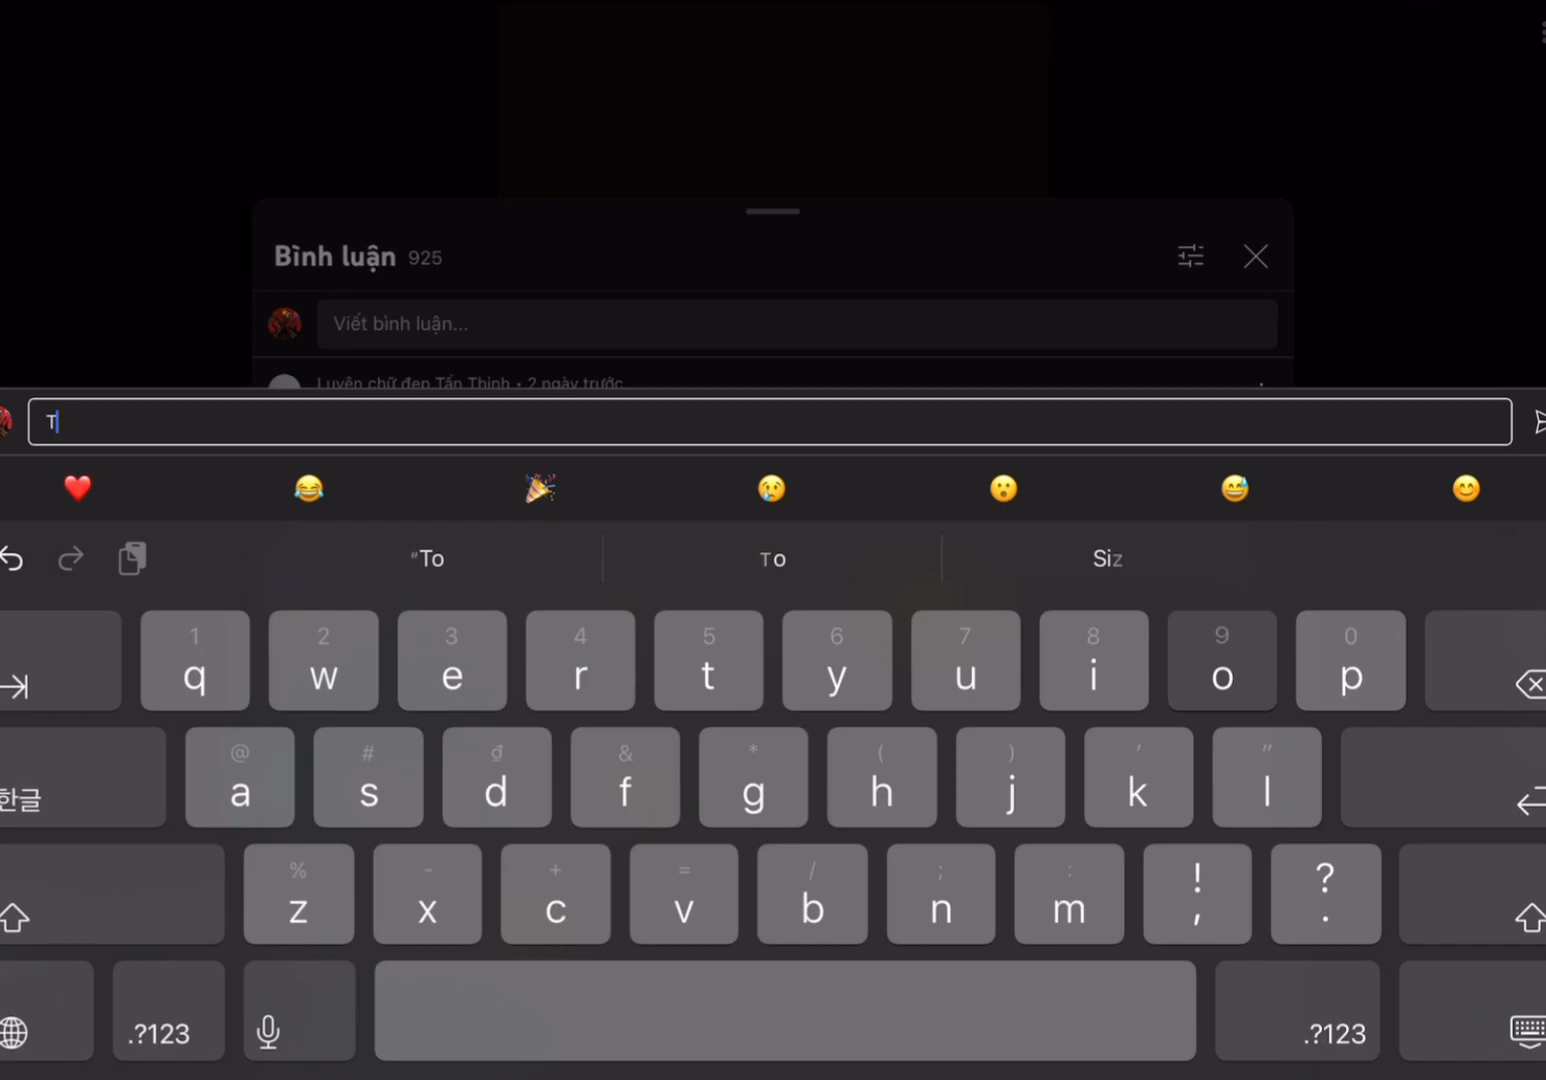 Bình luận 925
Viết bình luận...
Luyện chữ đẹp Tấn Thịnh • 2 ngày trước
T
“To To Siz
1 2 3 4 5 6 7 8 9 0
q w e r t y u i o p
@ # ₫ & * ( ) ' "
한글 a s d f g h j k l
% - + = / ; : ! ?
z x c v b n m , .
.?123 .?123